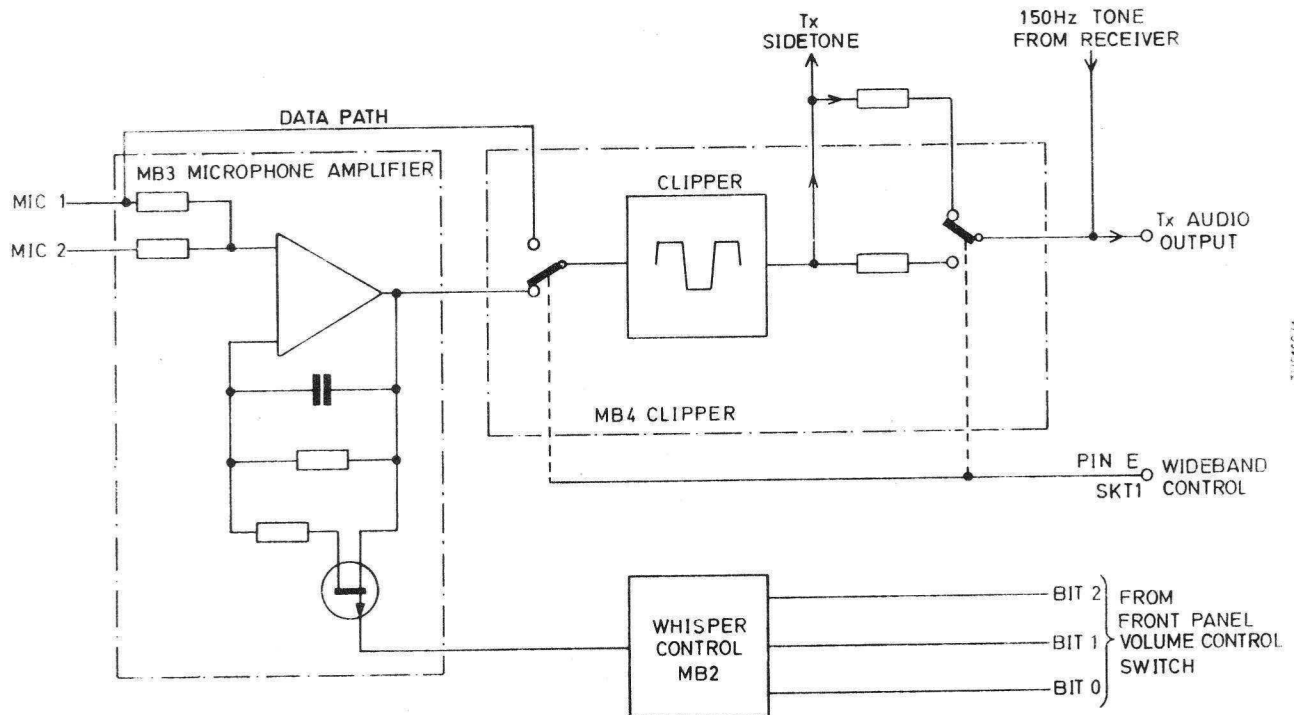 Tx
SIDETONE
150Hz TONE
FROM RECEIVER
DATA PATH
MB3 MICROPHONE AMPLIFIER
CLIPPER
MIC 1
MIC 2
Tx AUDIO
OUTPUT
MB4 CLIPPER
PIN E
SKT1
WIDEBAND
CONTROL
WHISPER
CONTROL
MB2
BIT 2
BIT 1
BIT 0
FROM
FRONT PANEL
VOLUME CONTROL
SWITCH